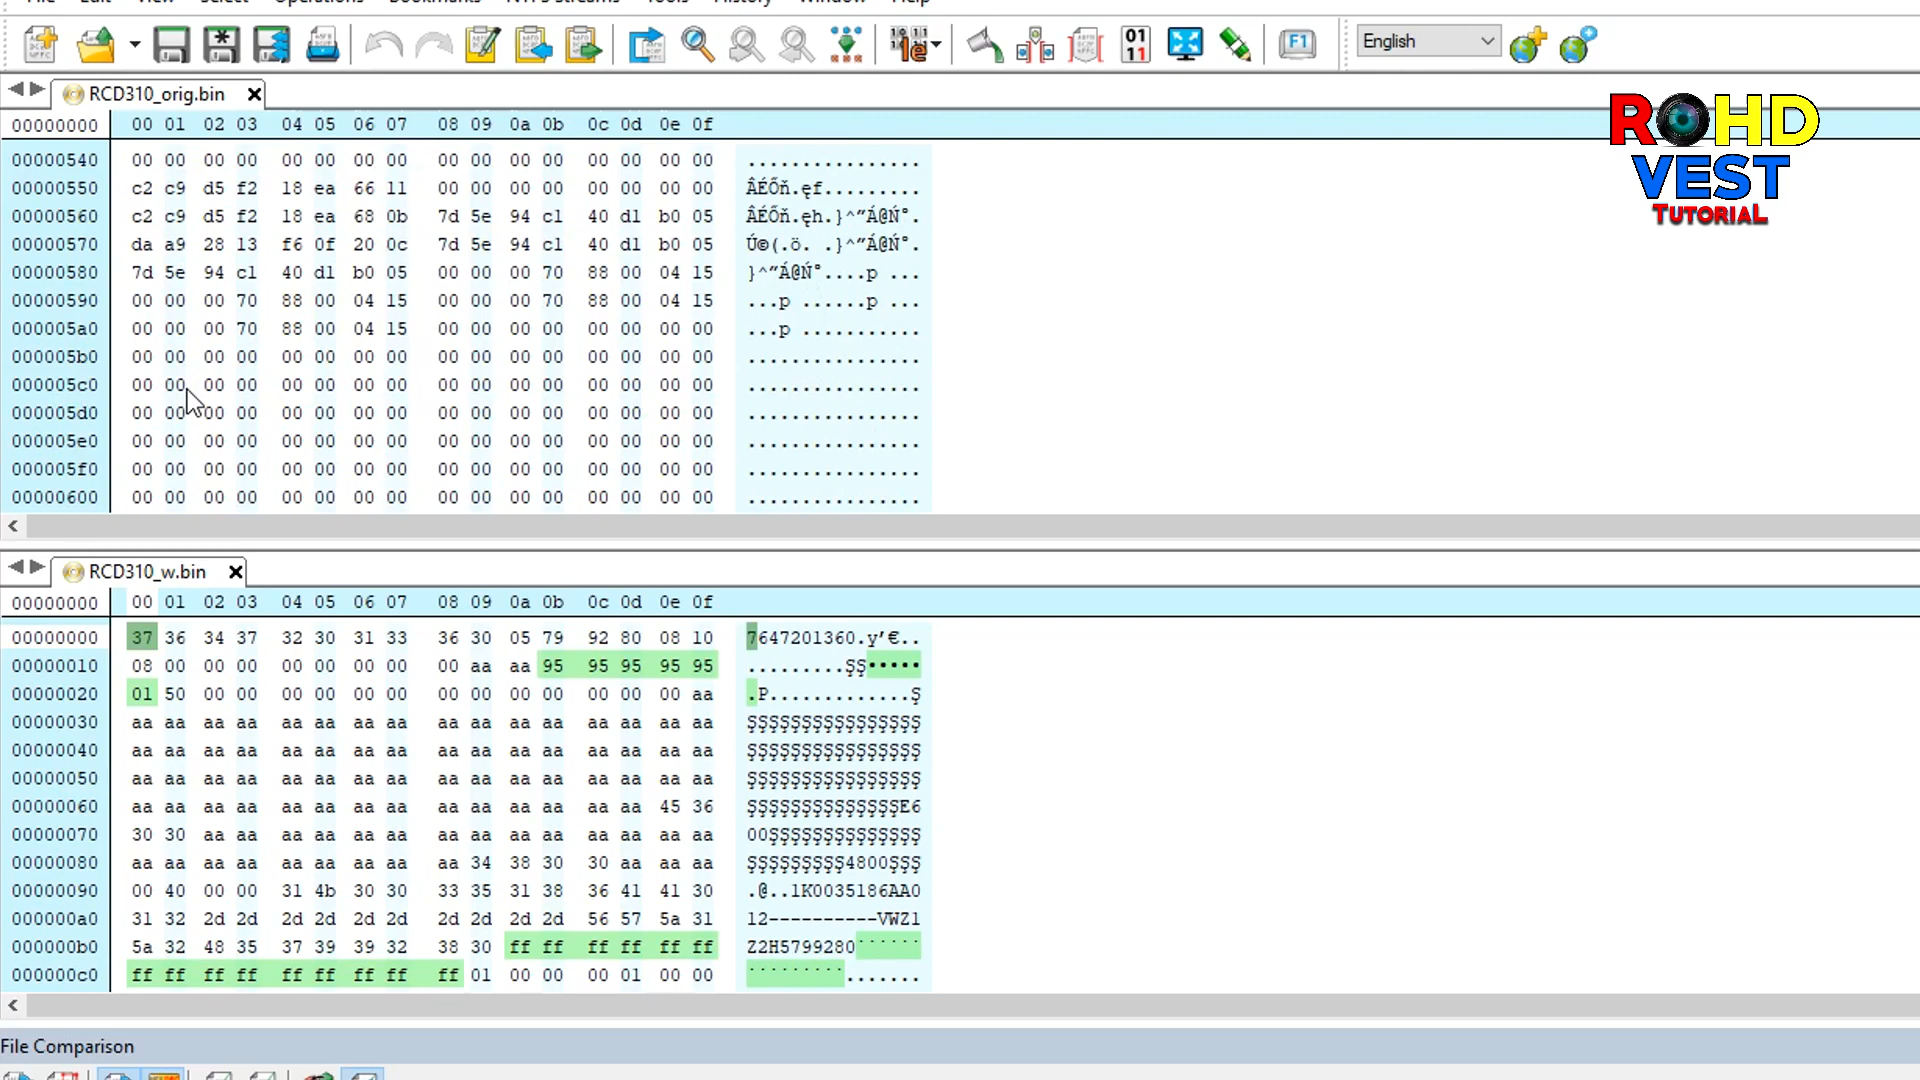 File Edit View Select Operations Bookmarks NTFS Streams Tools History Window Help
English
RCD310_orig.bin
00000000 00 01 02 03 04 05 06 07 08 09 0a 0b 0c 0d 0e 0f
00000540 00 00 00 00 00 00 00 00 00 00 00 00 00 00 00 00 ................
00000550 c2 c9 d5 f2 18 ea 66 11 00 00 00 00 00 00 00 00 ÂÉŐň.ęf.........
00000560 c2 c9 d5 f2 18 ea 68 0b 7d 5e 94 c1 40 d1 b0 05 ÂÉŐň.ęh.}^”Á@Ń°.
00000570 da a9 28 13 f6 0f 20 0c 7d 5e 94 c1 40 d1 b0 05 Ú©(.ö. .}^”Á@Ń°.
00000580 7d 5e 94 c1 40 d1 b0 05 00 00 00 70 88 00 04 15 }^”Á@Ń°....p ...
00000590 00 00 00 70 88 00 04 15 00 00 00 70 88 00 04 15 ...p ......p ...
000005a0 00 00 00 70 88 00 04 15 00 00 00 00 00 00 00 00 ...p ...........
000005b0 00 00 00 00 00 00 00 00 00 00 00 00 00 00 00 00 ................
000005c0 00 00 00 00 00 00 00 00 00 00 00 00 00 00 00 00 ................
000005d0 00 00 00 00 00 00 00 00 00 00 00 00 00 00 00 00 ................
000005e0 00 00 00 00 00 00 00 00 00 00 00 00 00 00 00 00 ................
000005f0 00 00 00 00 00 00 00 00 00 00 00 00 00 00 00 00 ................
00000600 00 00 00 00 00 00 00 00 00 00 00 00 00 00 00 00 ................
ROHD
VEST
TUTORIAL
RCD310_w.bin
00000000 00 01 02 03 04 05 06 07 08 09 0a 0b 0c 0d 0e 0f
00000000 37 36 34 37 32 30 31 33 36 30 05 79 92 80 08 10 7647201360.y’€..
00000010 08 00 00 00 00 00 00 00 00 aa aa 95 95 95 95 95 .........ŞŞ•••••
00000020 01 50 00 00 00 00 00 00 00 00 00 00 00 00 00 aa .P.............Ş
00000030 aa aa aa aa aa aa aa aa aa aa aa aa aa aa aa aa ŞŞŞŞŞŞŞŞŞŞŞŞŞŞŞŞ
00000040 aa aa aa aa aa aa aa aa aa aa aa aa aa aa aa aa ŞŞŞŞŞŞŞŞŞŞŞŞŞŞŞŞ
00000050 aa aa aa aa aa aa aa aa aa aa aa aa aa aa aa aa ŞŞŞŞŞŞŞŞŞŞŞŞŞŞŞŞ
00000060 aa aa aa aa aa aa aa aa aa aa aa aa aa aa 45 36 ŞŞŞŞŞŞŞŞŞŞŞŞŞŞE6
00000070 30 30 aa aa aa aa aa aa aa aa aa aa aa aa aa aa 00ŞŞŞŞŞŞŞŞŞŞŞŞŞŞ
00000080 aa aa aa aa aa aa aa aa aa 34 38 30 30 aa aa aa ŞŞŞŞŞŞŞŞŞ4800ŞŞŞ
00000090 00 40 00 00 31 4b 30 30 33 35 31 38 36 41 41 30 .@..1K0035186AA0
000000a0 31 32 2d 2d 2d 2d 2d 2d 2d 2d 2d 2d 56 57 5a 31 12----------VWZ1
000000b0 5a 32 48 35 37 39 39 32 38 30 ff ff ff ff ff ff Z2H5799280˙˙˙˙˙˙
000000c0 ff ff ff ff ff ff ff ff ff 01 00 00 00 01 00 00 ˙˙˙˙˙˙˙˙˙.......
File Comparison